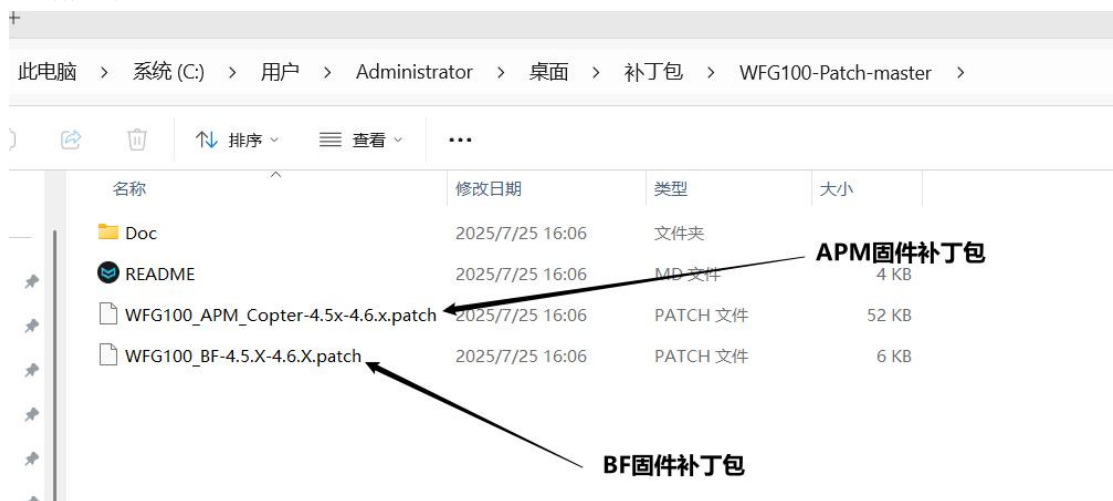 此电脑 > 系统 (C:) > 用户 > Administrator > 桌面 > 补丁包 > WFG100-Patch-master >
排序 查看 ...
名称 修改日期 类型 大小
Doc 2025/7/25 16:06 文件夹
APM固件补丁包
README 2025/7/25 16:06 MD 文件 4 KB
WFG100_APM_Copter-4.5x-4.6.x.patch 2025/7/25 16:06 PATCH 文件 52 KB
WFG100_BF-4.5.X-4.6.X.patch 2025/7/25 16:06 PATCH 文件 6 KB
BF固件补丁包